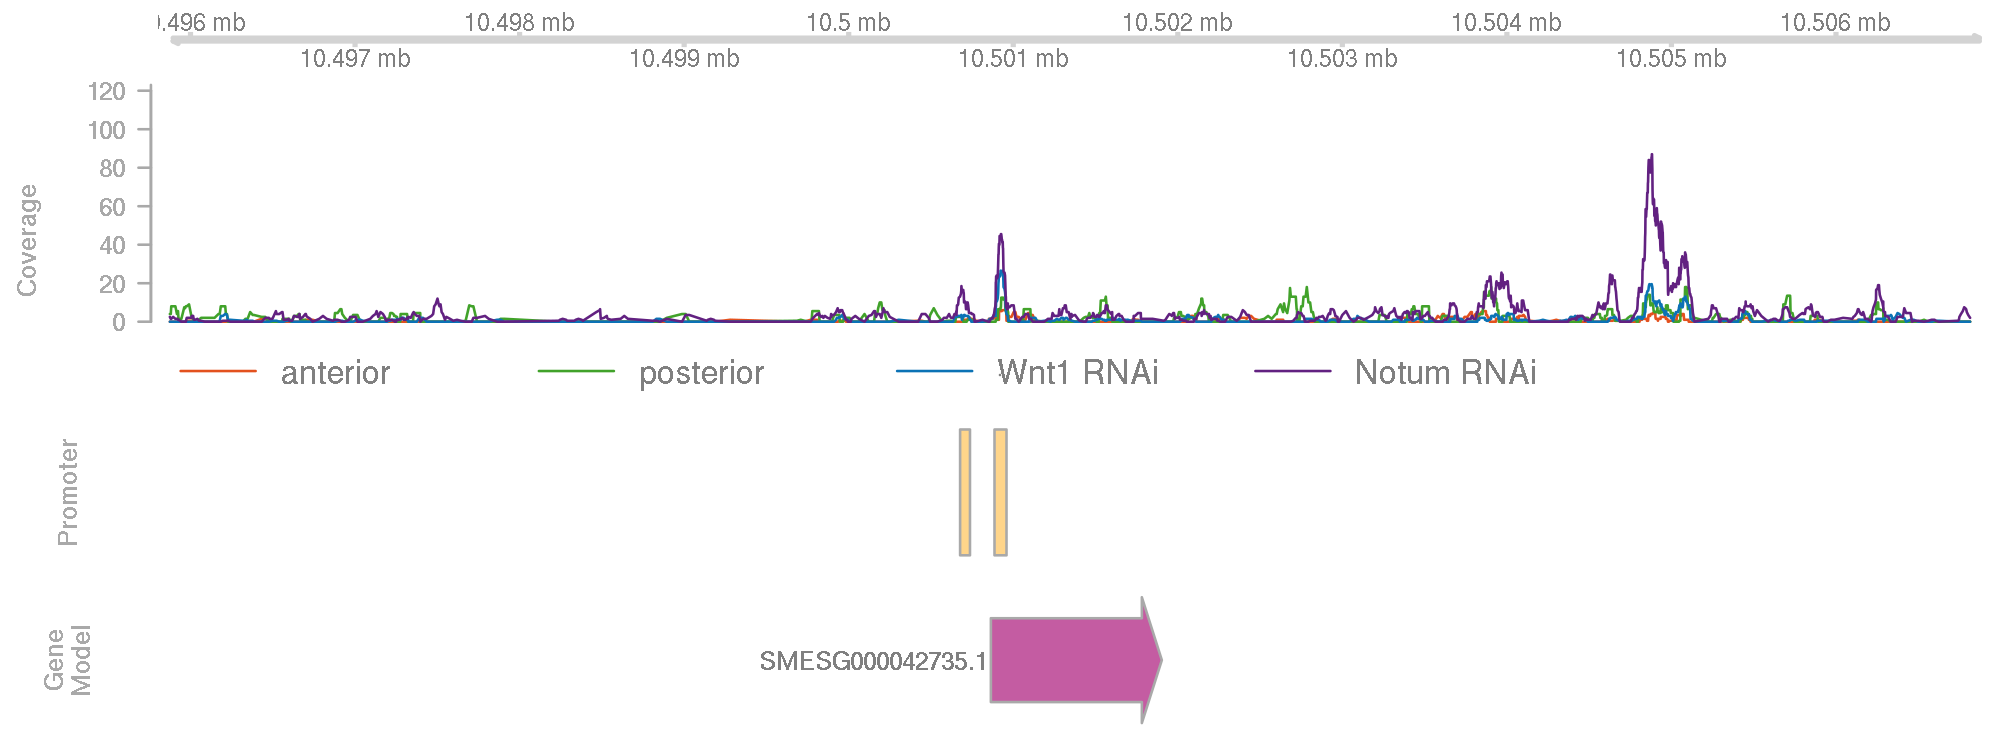 ).496 mb 10.498 mb 10.5 mb 10.502 mb 10.504 mb 10.506 mb
10.497 mb 10.499 mb 10.501 mb 10.503 mb 10.505 mb
120
100
80
60
40
20
0
Coverage
anterior posterior Wnt1 RNAi Notum RNAi
Promoter
Gene
Model
SMESG000042735.1